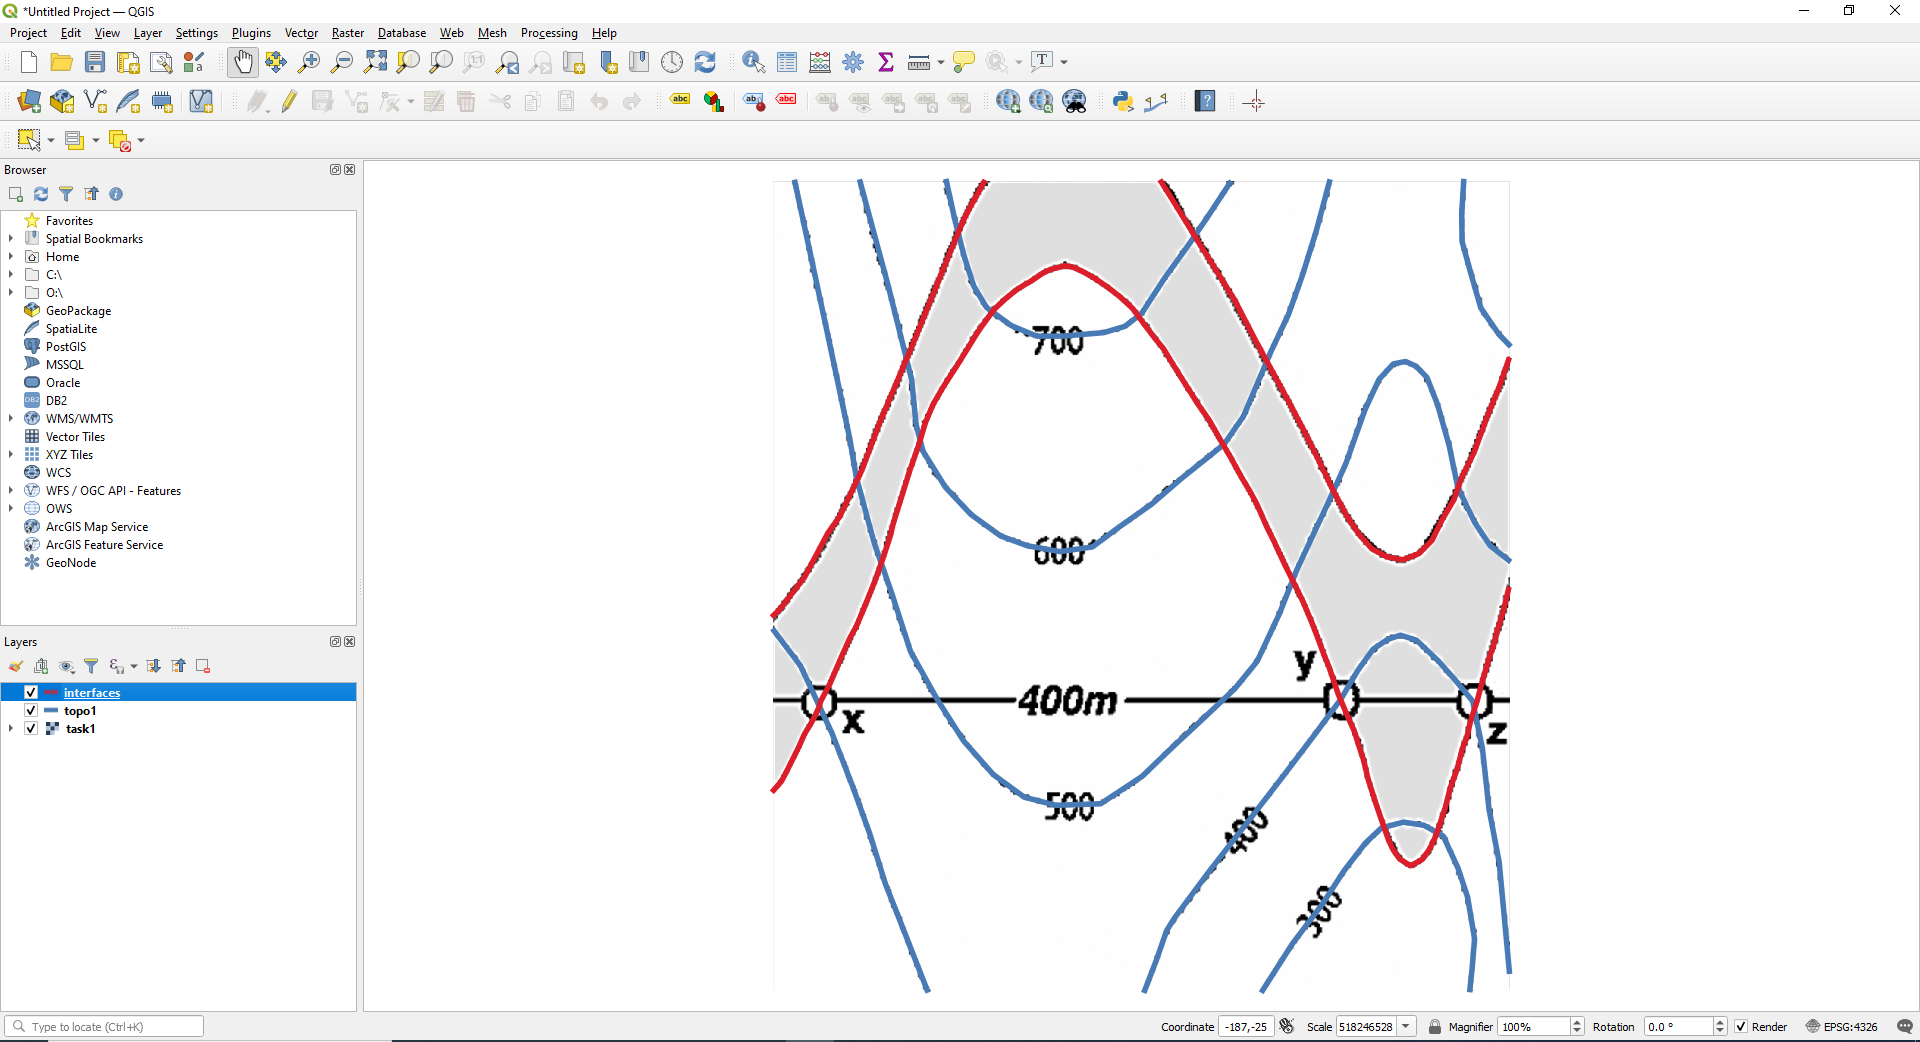 *Untitled Project — QGIS
Project Edit View Layer Settings Plugins Vector Raster Database Web Mesh Processing Help
Browser
Favorites
Spatial Bookmarks
Home
C:\
O:\
GeoPackage
SpatiaLite
PostGIS
MSSQL
Oracle
DB2
WMS/WMTS
Vector Tiles
XYZ Tiles
WCS
WFS / OGC API - Features
OWS
ArcGIS Map Service
ArcGIS Feature Service
GeoNode
Layers
interfaces
topo1
task1
700
600
y
400m
x
z
500
400
300
Type to locate (Ctrl+K)
Coordinate -187,-25 Scale 518246528 Magnifier 100% Rotation 0.0 ° Render EPSG:4326